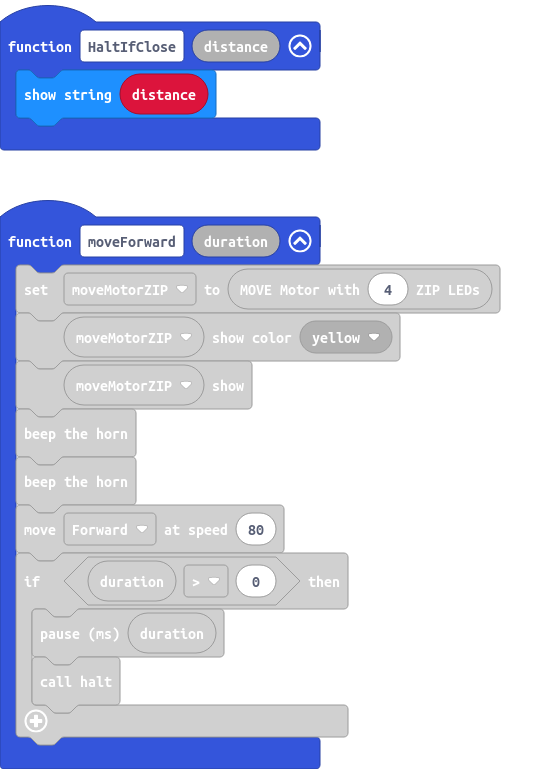 function HaltIfClose distance
show string distance
function moveForward duration
set moveMotorZIP to MOVE Motor with 4 ZIP LEDs
moveMotorZIP show color yellow
moveMotorZIP show
beep the horn
beep the horn
move Forward at speed 80
if duration > 0 then
pause (ms) duration
call halt